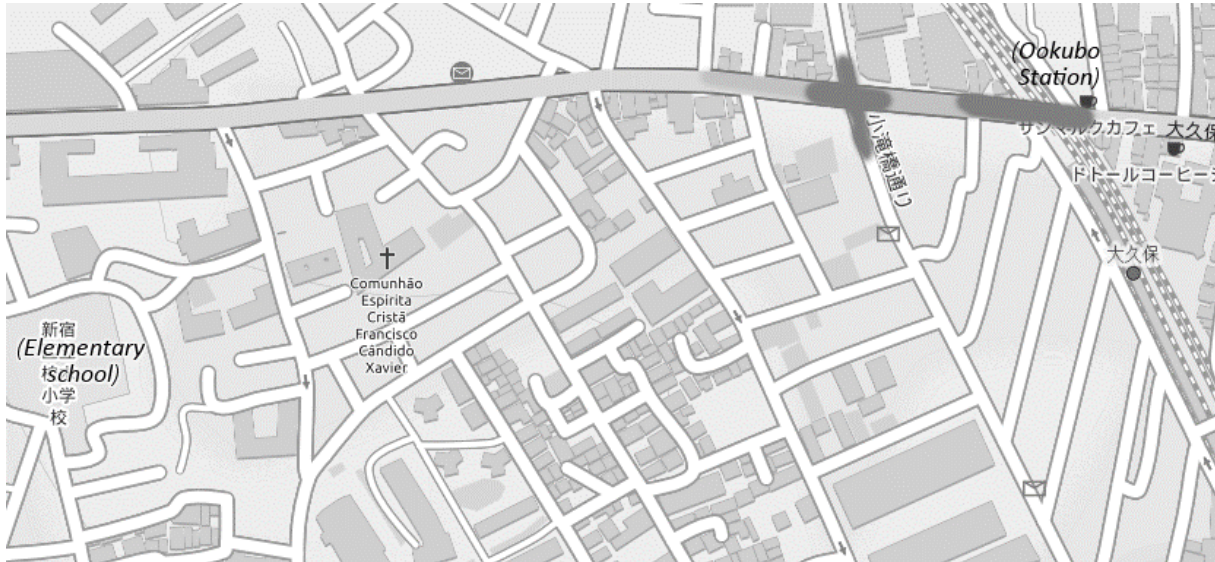 (Ookubo
Station)
サンマルクカフェ
大久保
ドトールコーヒーシ
小滝橋通り
大久保
Comunhão
Espírita
Cristã
Francisco
Cândido
Xavier
新宿
(Elementary
school)
小学
校